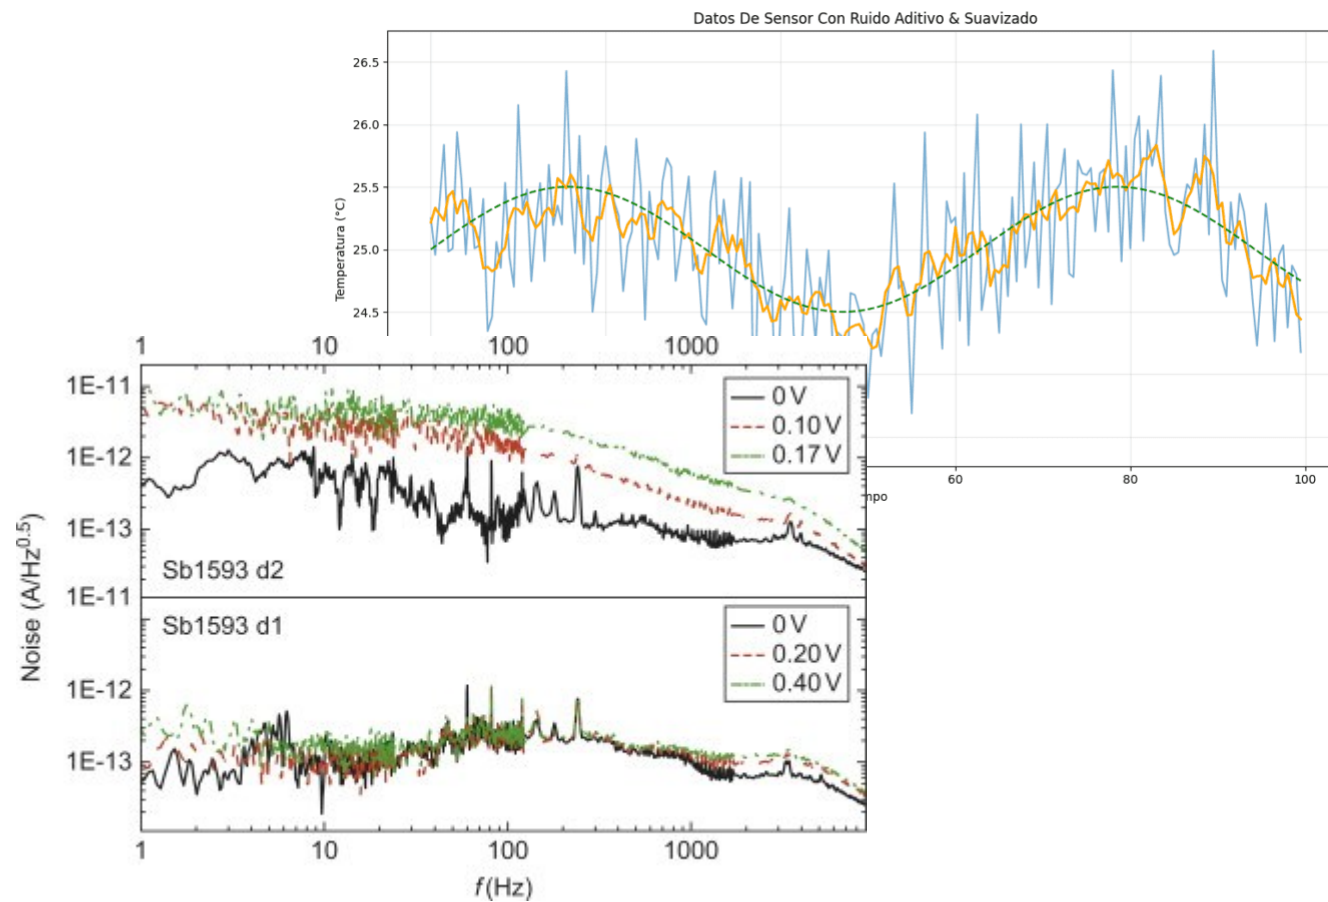 Datos De Sensor Con Ruido Aditivo & Suavizado
26.5
26.0
25.5
25.0
24.5
Temperatura (°C)
60
80
100
mpo
1 10 100 1000
1E-11
1E-12
1E-13
1E-11
1E-12
1E-13
Noise (A/Hz^0.5)
0 V
0.10 V
0.17 V
Sb1593 d2
Sb1593 d1
0 V
0.20 V
0.40 V
1 10 100 1000
f (Hz)